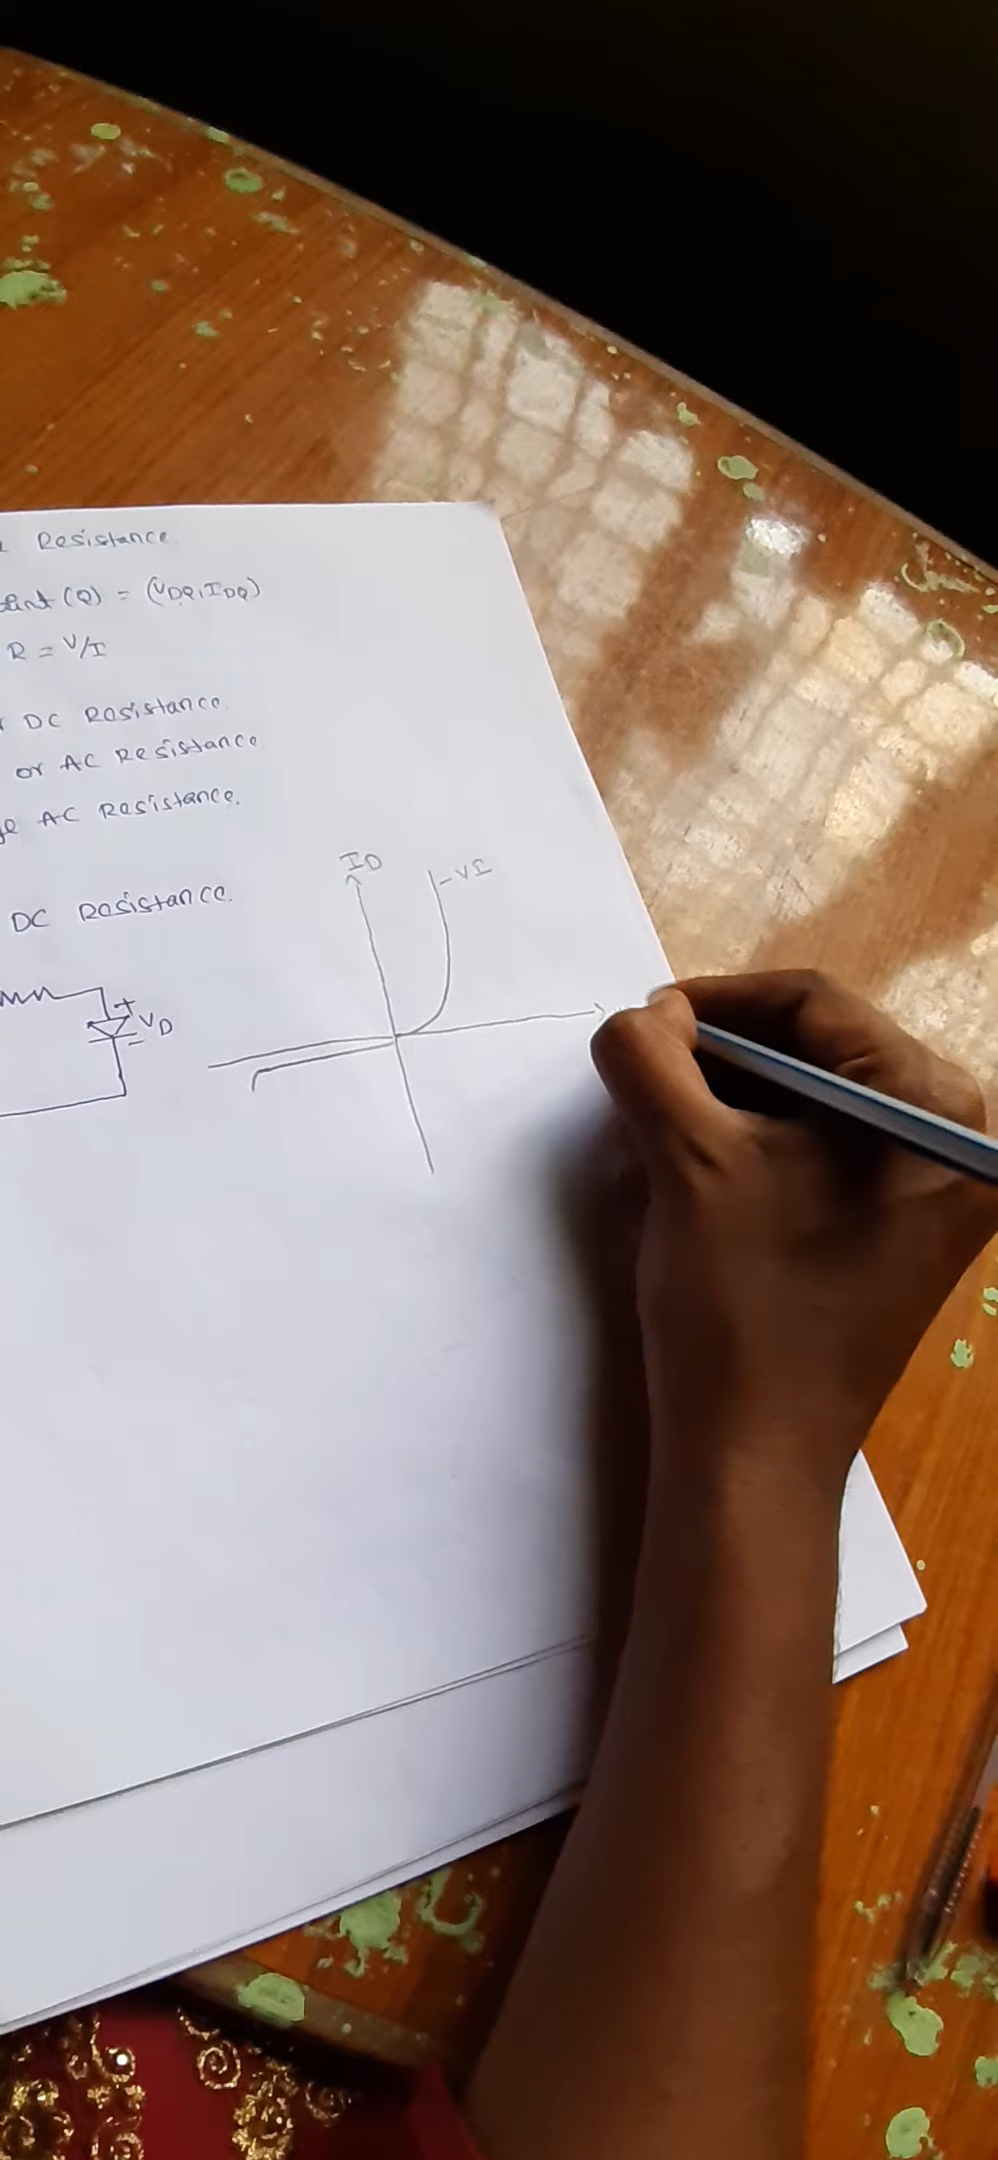 Resistance
(Q) = (VDQ, IDQ)
R = V/I
DC Resistance
or AC Resistance
AC Resistance.
DC Resistance.
ID
- VI
+
VD
-